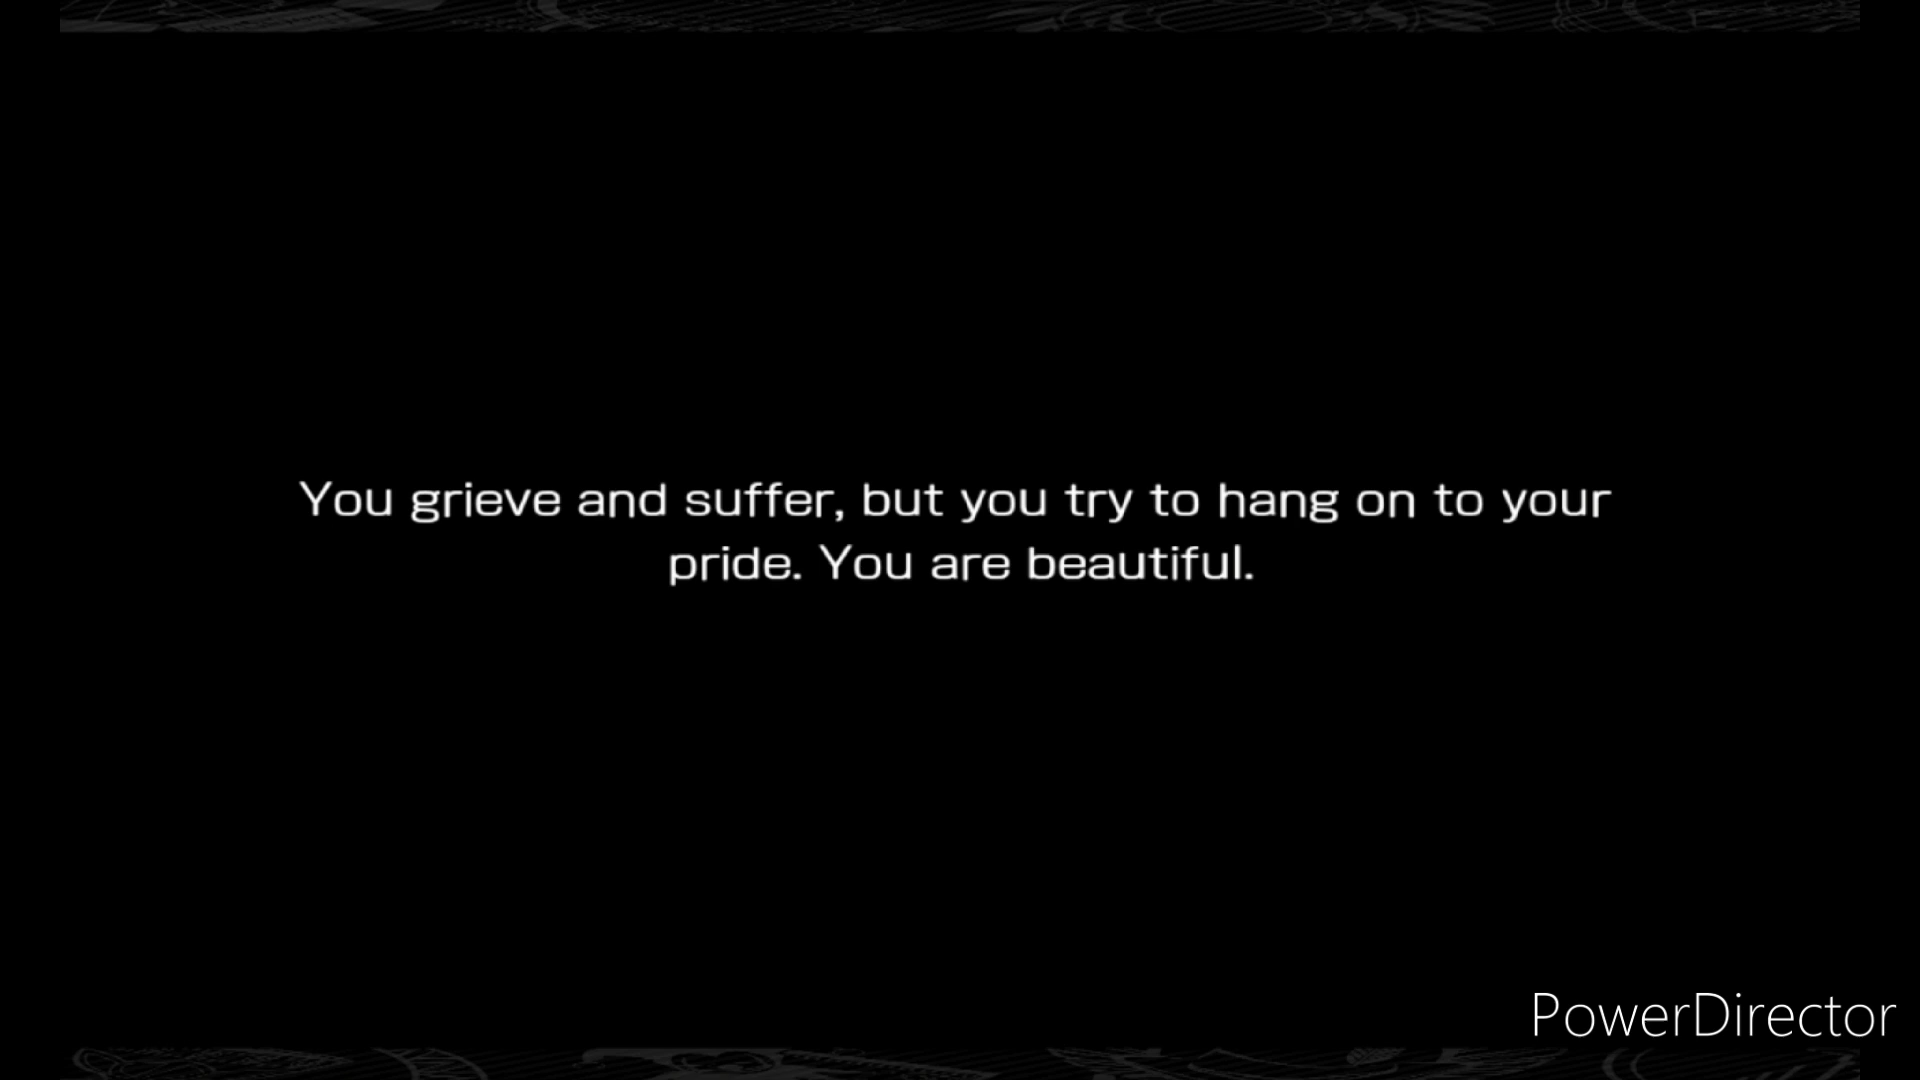 You grieve and suffer, but you try to hang on to your
pride. You are beautiful.
PowerDirector